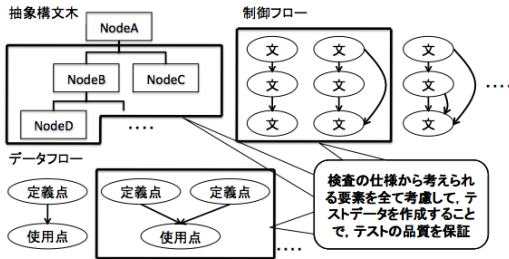 抽象構文木
NodeA
NodeB
NodeC
NodeD
....
制御フロー
文 文 文
文 文 文
文 文 文
....
データフロー
定義点
使用点
定義点 定義点
使用点
....
検査の仕様から考えられ
る要素を全て考慮して，テ
ストデータを作成すること
で，テストの品質を保証